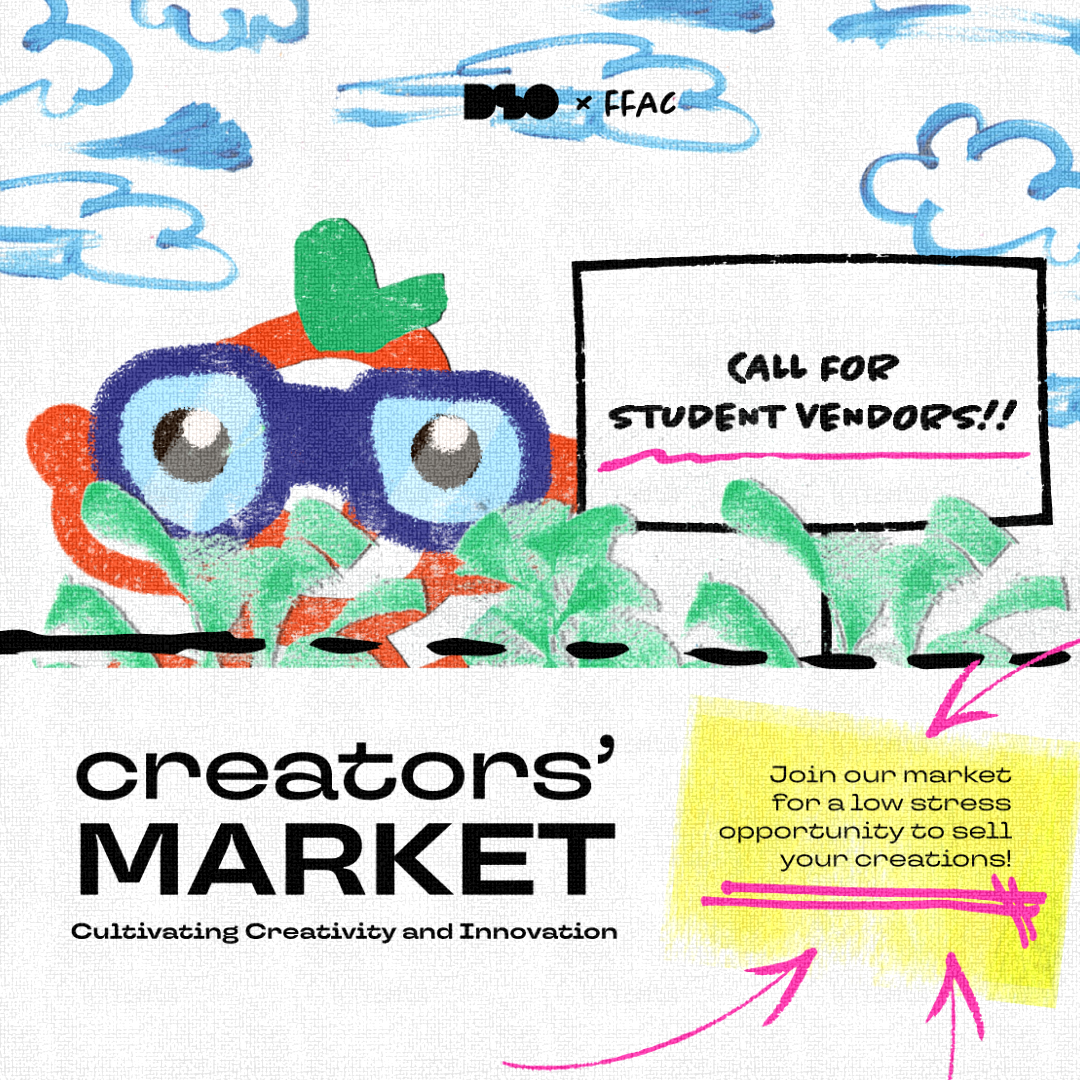 DSO × FFAC
CALL FOR
STUDENT VENDORS!!
creators’
MARKET
Cultivating Creativity and Innovation
Join our market
for a low stress
opportunity to sell
your creations!